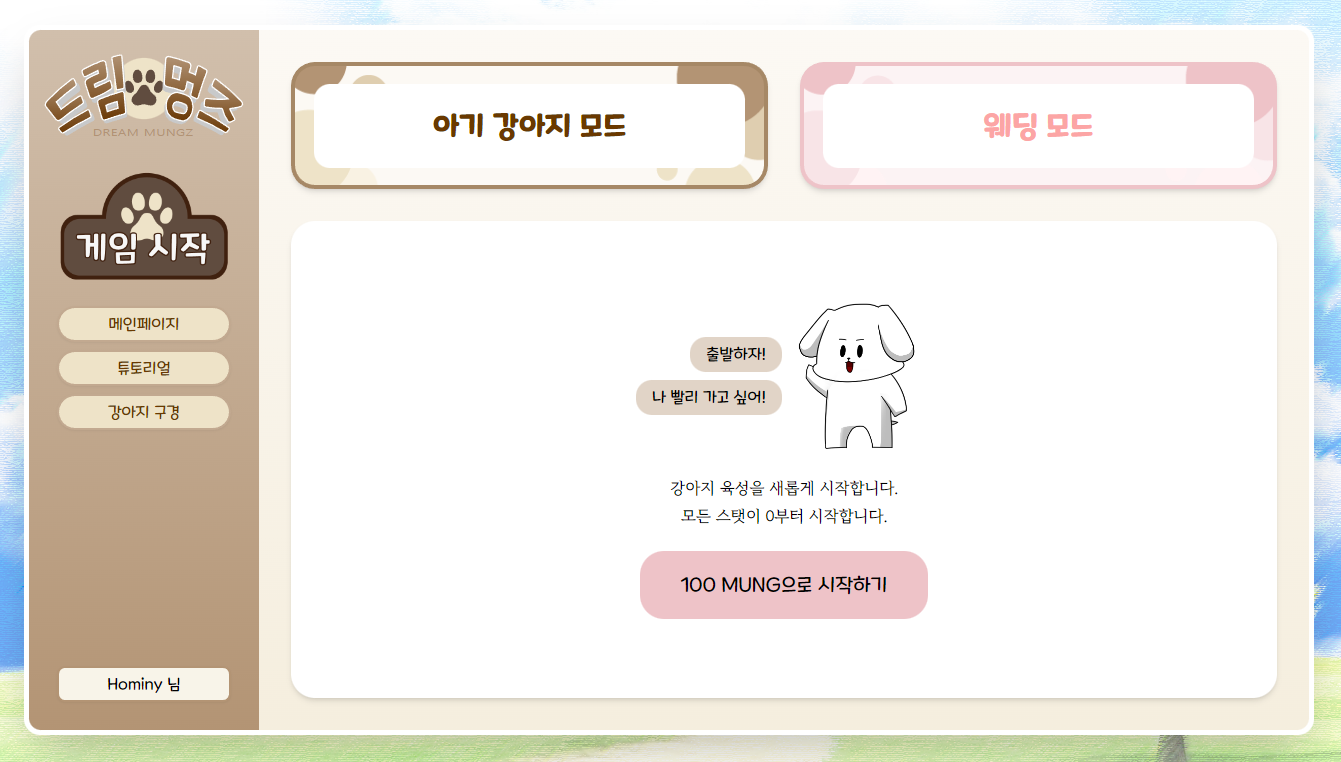 드림멍즈
DREAM MUNGZ
게임 시작
메인페이지
튜토리얼
강아지 구경
Hominy 님
아기 강아지 모드
웨딩 모드
출발하자!
나 빨리 가고 싶어!
강아지 육성을 새롭게 시작합니다.
모든 스탯이 0부터 시작합니다.
100 MUNG으로 시작하기